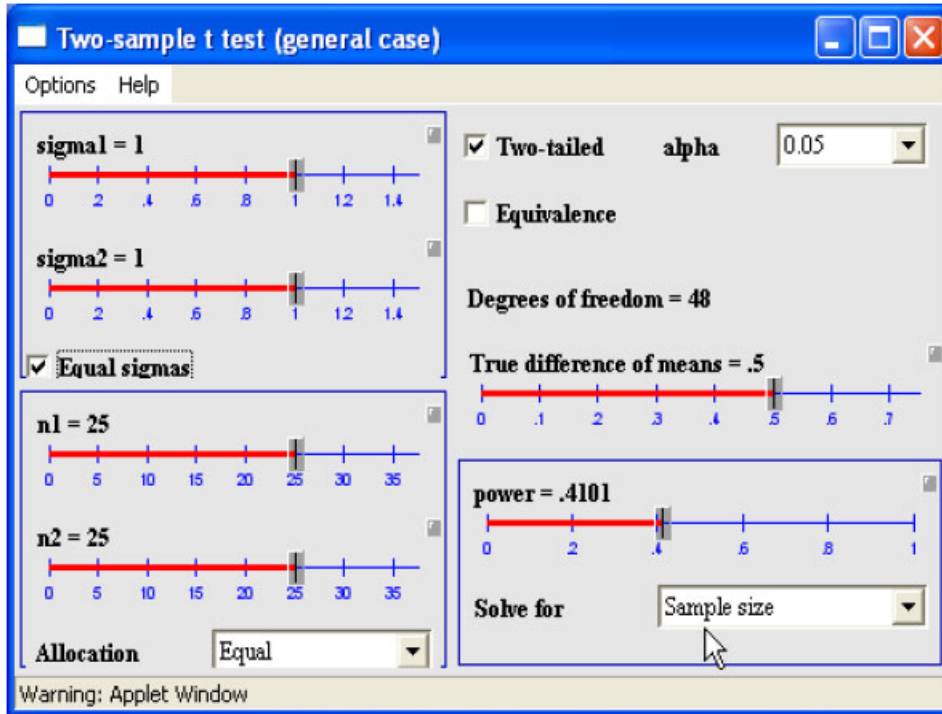 Two-sample t test (general case)
Options Help
sigma1 = 1
0 .2 .4 .6 .8 1 1.2 1.4
sigma2 = 1
0 .2 .4 .6 .8 1 1.2 1.4
Equal sigmas
n1 = 25
0 5 10 15 20 25 30 35
n2 = 25
0 5 10 15 20 25 30 35
Allocation Equal
Two-tailed alpha 0.05
Equivalence
Degrees of freedom = 48
True difference of means = .5
0 .1 .2 .3 .4 .5 .6 .7
power = .4101
0 .2 .4 .6 .8 1
Solve for Sample size
Warning: Applet Window